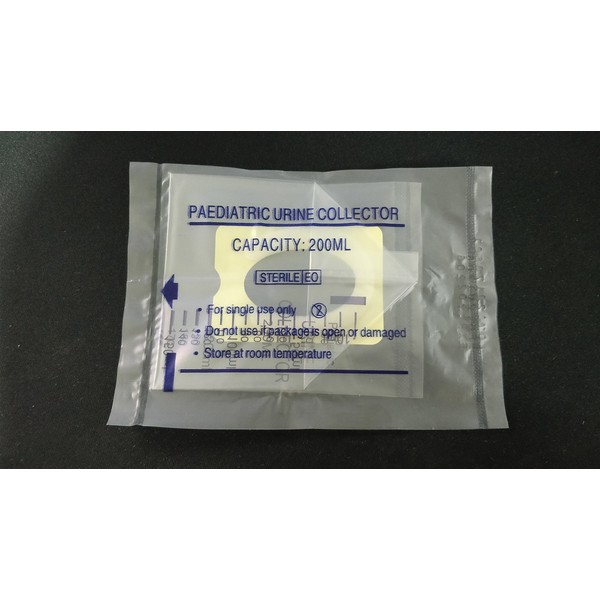 PAEDIATRIC URINE COLLECTOR
CAPACITY: 200ML
STERILE EO
• For single use only
• Do not use if package is open or damaged
• Store at room temperature